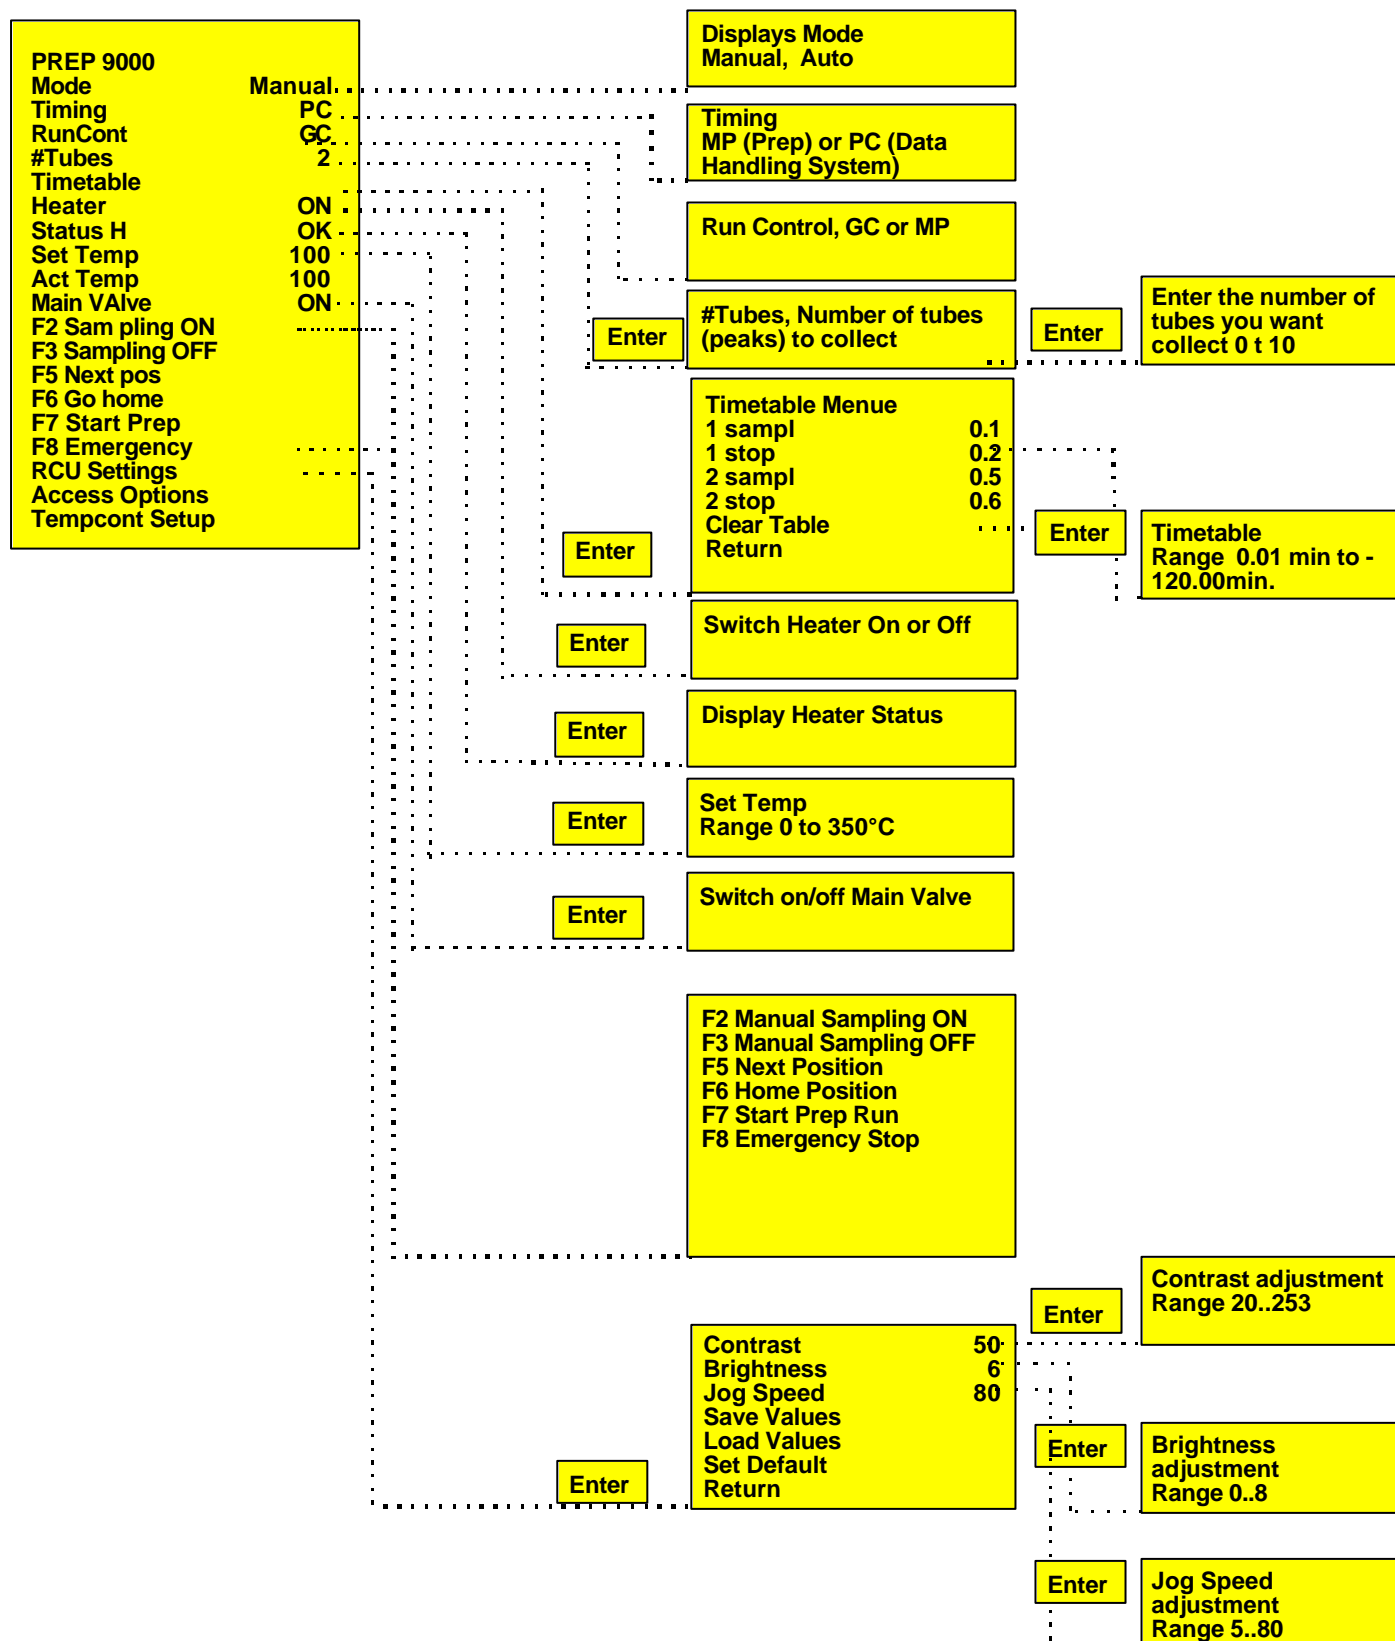 PREP 9000
Mode Manual
Timing PC
RunCont GC
#Tubes 2
Timetable
Heater ON
Status H OK
Set Temp 100
Act Temp 100
Main VAlve ON
F2 Sam pling ON
F3 Sampling OFF
F5 Next pos
F6 Go home
F7 Start Prep
F8 Emergency
RCU Settings
Access Options
Tempcont Setup
Displays Mode
Manual, Auto
Timing
MP (Prep) or PC (Data
Handling System)
Run Control, GC or MP
Enter
#Tubes, Number of tubes
(peaks) to collect
Enter
Enter the number of
tubes you want
collect 0 t 10
Enter
Timetable Menue
1 sampl 0.1
1 stop 0.2
2 sampl 0.5
2 stop 0.6
Clear Table
Return
Enter
Timetable
Range 0.01 min to -
120.00min.
Enter
Switch Heater On or Off
Enter
Display Heater Status
Enter
Set Temp
Range 0 to 350°C
Enter
Switch on/off Main Valve
F2 Manual Sampling ON
F3 Manual Sampling OFF
F5 Next Position
F6 Home Position
F7 Start Prep Run
F8 Emergency Stop
Enter
Contrast 50
Brightness 6
Jog Speed 80
Save Values
Load Values
Set Default
Return
Enter
Contrast adjustment
Range 20..253
Enter
Brightness
adjustment
Range 0..8
Enter
Jog Speed
adjustment
Range 5..80